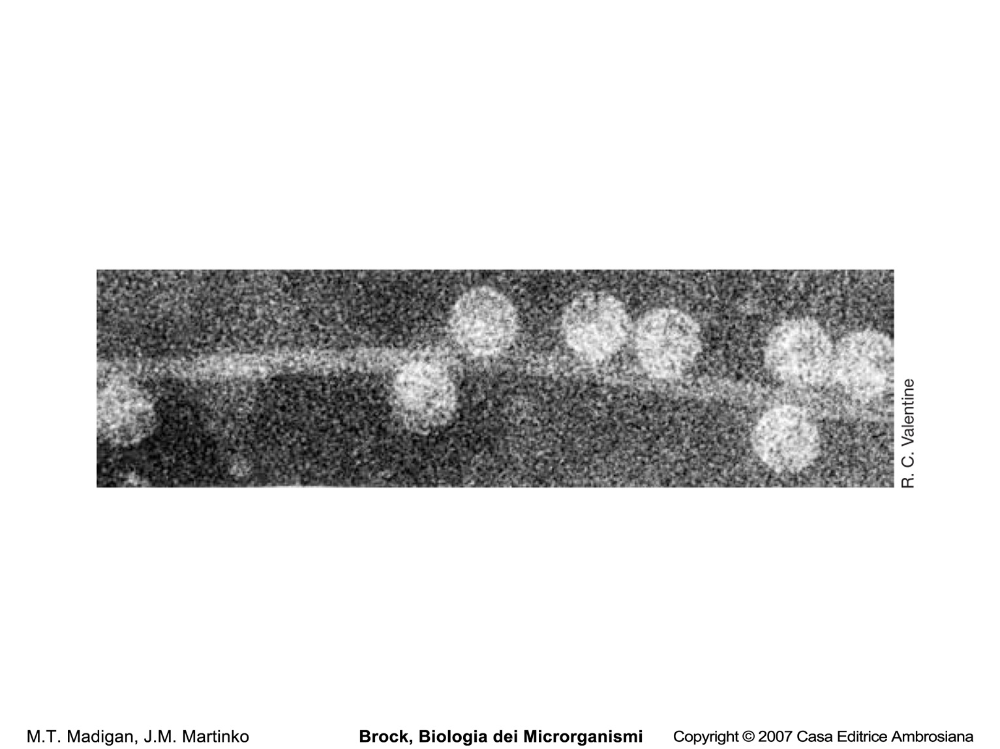 R. C. Valentine
M.T. Madigan, J.M. Martinko
Brock, Biologia dei Microrganismi
Copyright © 2007 Casa Editrice Ambrosiana